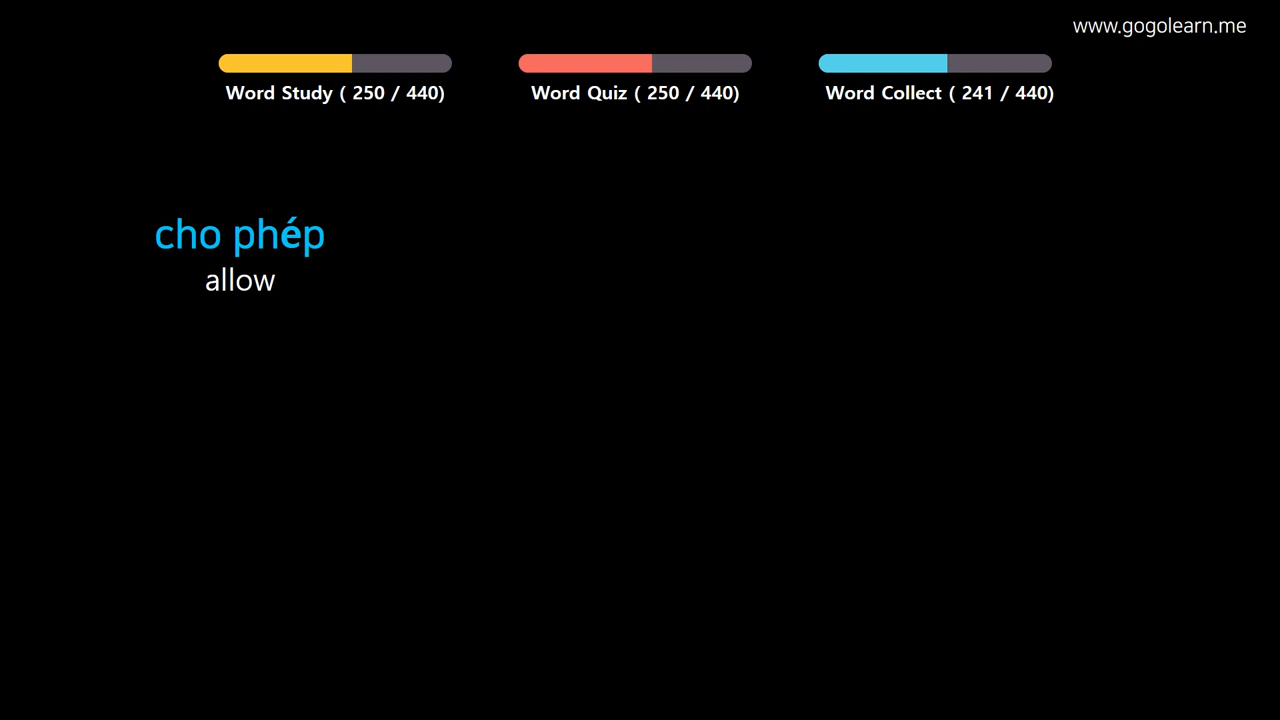 www.gogolearn.me
Word Study ( 250 / 440)
Word Quiz ( 250 / 440)
Word Collect ( 241 / 440)
cho phép
allow